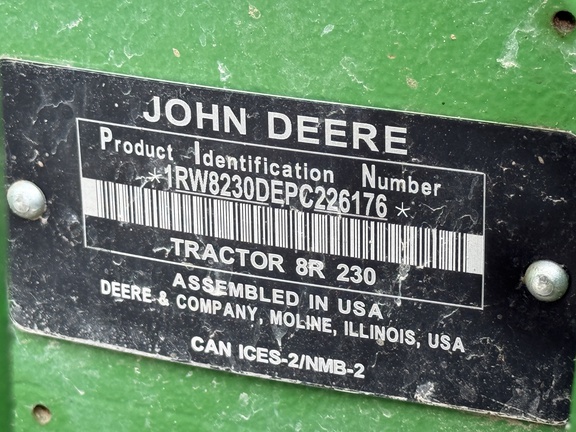 JOHN DEERE
Product Identification Number
*1RW8230DEPC226176*
TRACTOR 8R 230
ASSEMBLED IN USA
DEERE & COMPANY, MOLINE, ILLINOIS, USA
CAN ICES-2/NMB-2